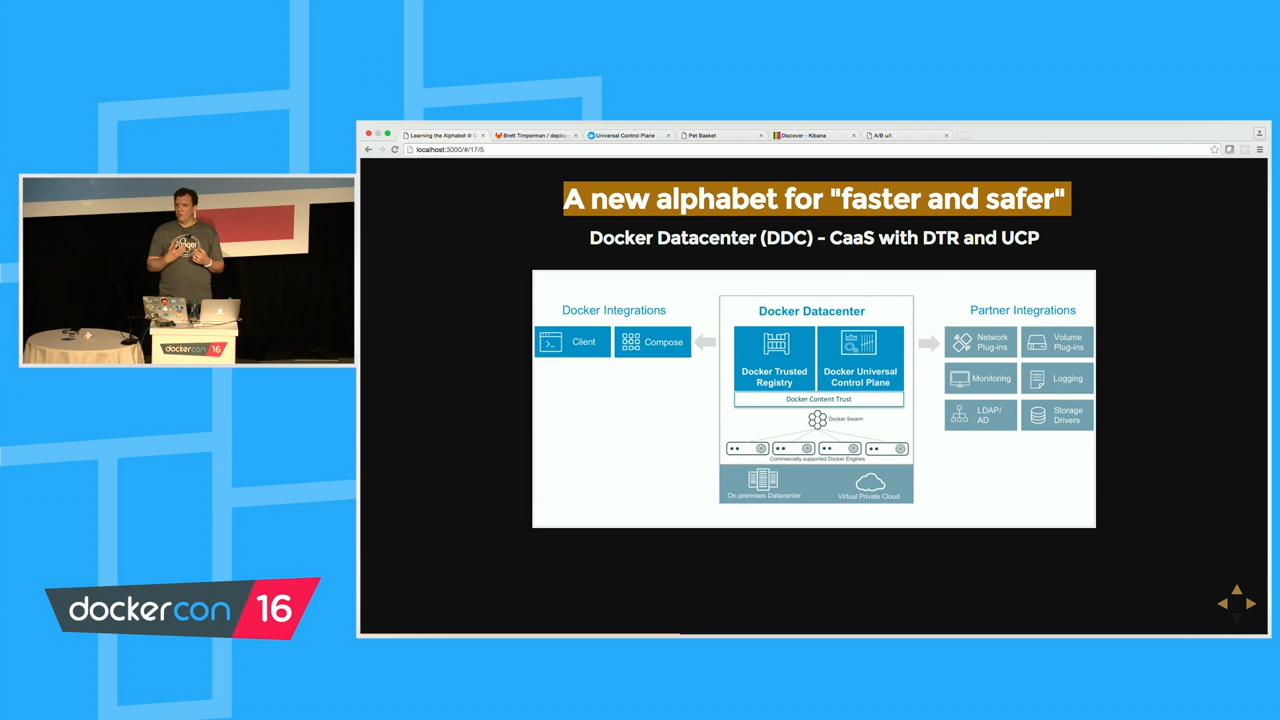 Learning the Alphabet @ D
Brett Timperman / deploy-
Universal Control Plane
Pet Basket
Discover - Kibana
A/B u/i
localhost:3000/#/17/5
A new alphabet for "faster and safer"
Docker Datacenter (DDC) - CaaS with DTR and UCP
Docker Integrations
Client
Compose
Docker Datacenter
Docker Trusted
Registry
Docker Universal
Control Plane
Docker Content Trust
Docker Swarm
Commercially supported Docker Engines
On premises Datacenter
Virtual Private Cloud
Partner Integrations
Network
Plug-ins
Volume
Plug-ins
Monitoring
Logging
LDAP/
AD
Storage
Drivers
dockercon 16
dockercon 16